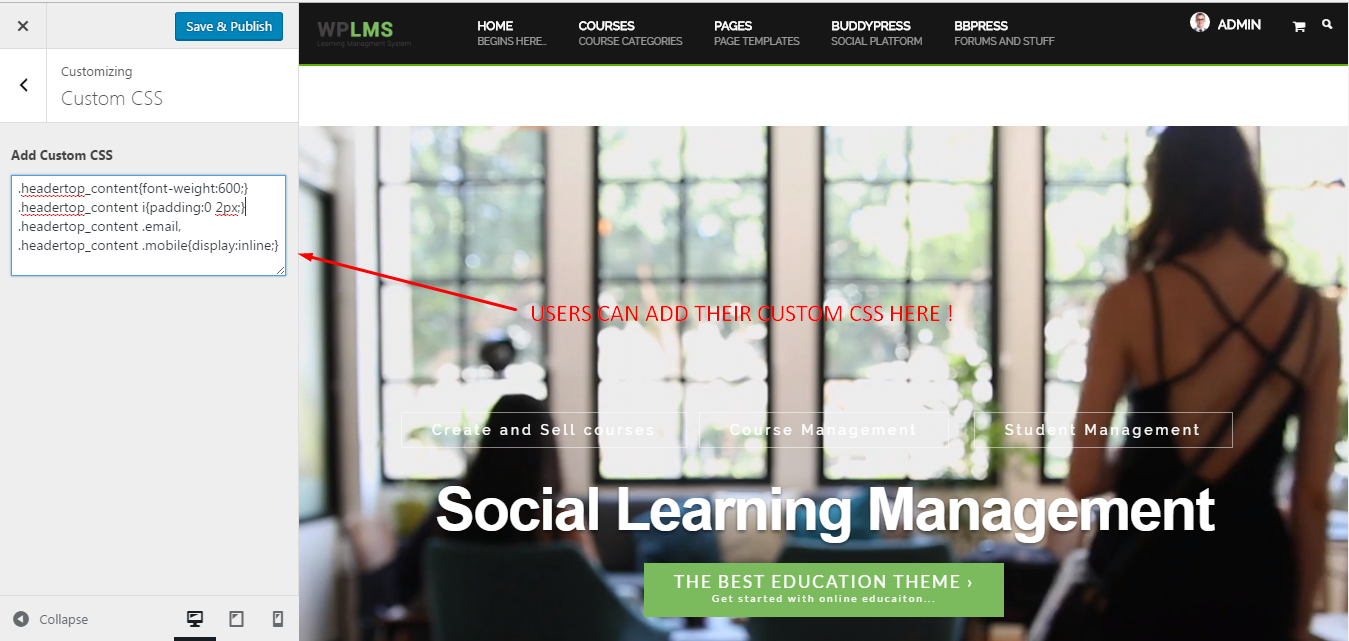 Save & Publish
Customizing
Custom CSS
Add Custom CSS
.headertop_content{font-weight:600;}
.headertop_content i{padding:0 2px;}
.headertop_content .email,
.headertop_content .mobile{display:inline;}
Collapse
WPLMS
Learning Managment System
HOME
BEGINS HERE...
COURSES
COURSE CATEGORIES
PAGES
PAGE TEMPLATES
BUDDYPRESS
SOCIAL PLATFORM
BBPRESS
FORUMS AND STUFF
ADMIN
USERS CAN ADD THEIR CUSTOM CSS HERE !
Create and Sell courses
Course Management
Student Management
Social Learning Management
THE BEST EDUCATION THEME ›
Get started with online educaiton...